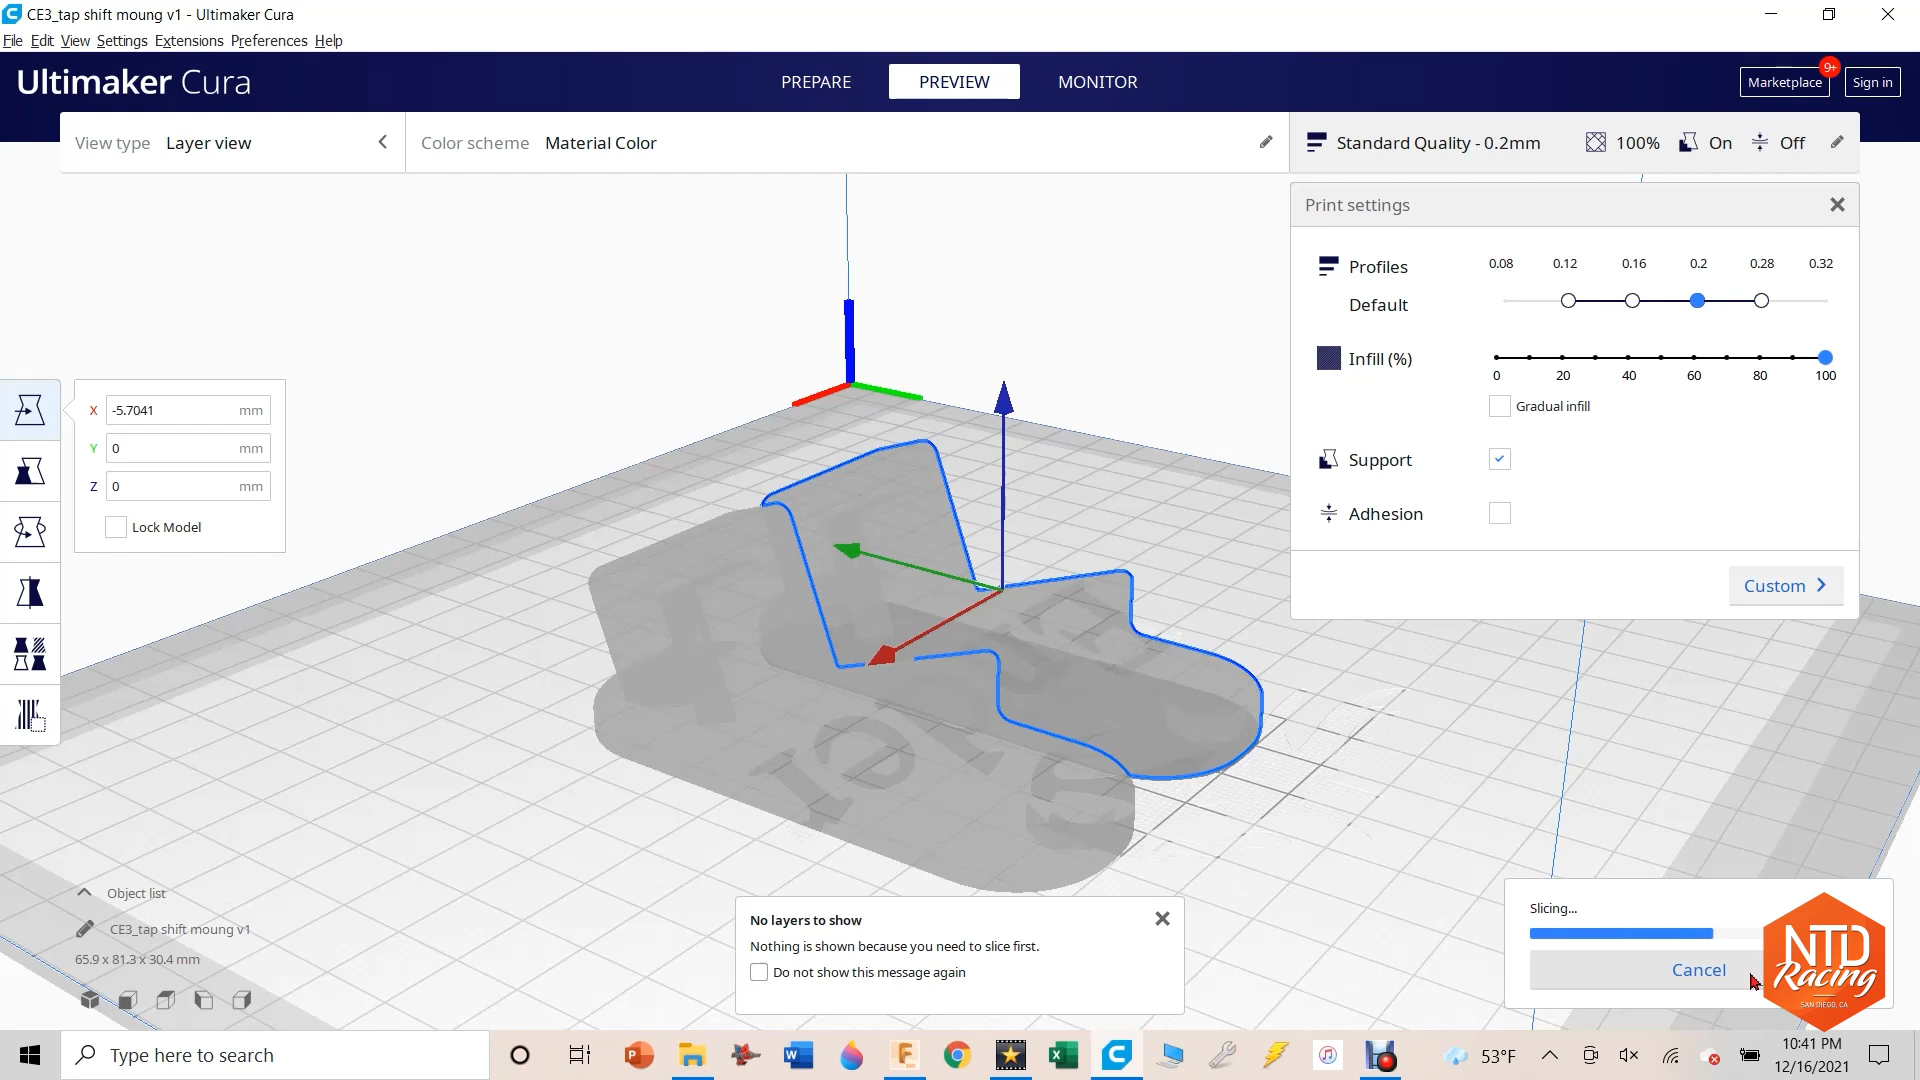 CE3_tap shift moung v1 - Ultimaker Cura
File Edit View Settings Extensions Preferences Help
Ultimaker Cura
PREPARE
PREVIEW
MONITOR
9+
Marketplace
Sign in
View type Layer view
Color scheme Material Color
Standard Quality - 0.2mm
100%
On
Off
Print settings
Profiles
0.08 0.12 0.16 0.2 0.28 0.32
Default
Infill (%)
0 20 40 60 80 100
Gradual infill
Support
Adhesion
Custom
X -5.7041 mm
Y 0 mm
Z 0 mm
Lock Model
Object list
CE3_tap shift moung v1
65.9 x 81.3 x 30.4 mm
No layers to show
Nothing is shown because you need to slice first.
Do not show this message again
Slicing...
Cancel
NTD
Racing
SAN DIEGO, CA
Type here to search
53°F
10:41 PM
12/16/2021